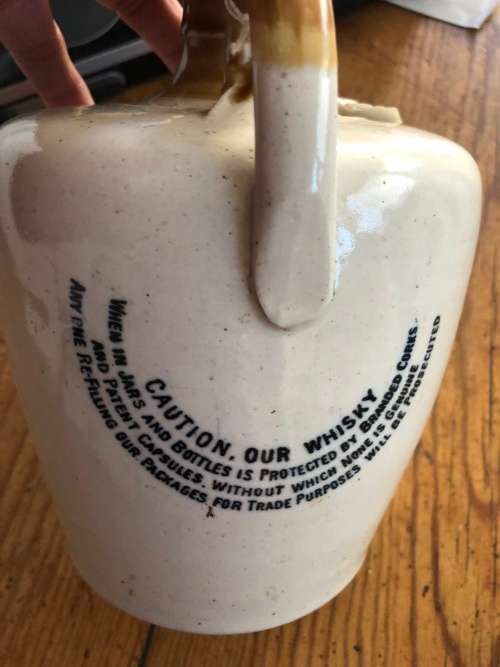 CAUTION. OUR WHISKY
WHEN IN JARS AND BOTTLES IS PROTECTED BY BRANDED CORKS.
AND PATENT CAPSULES, WITHOUT WHICH NONE IS GENUINE
ANY ONE RE-FILLING OUR PACKAGES FOR TRADE PURPOSES WILL BE PROSECUTED